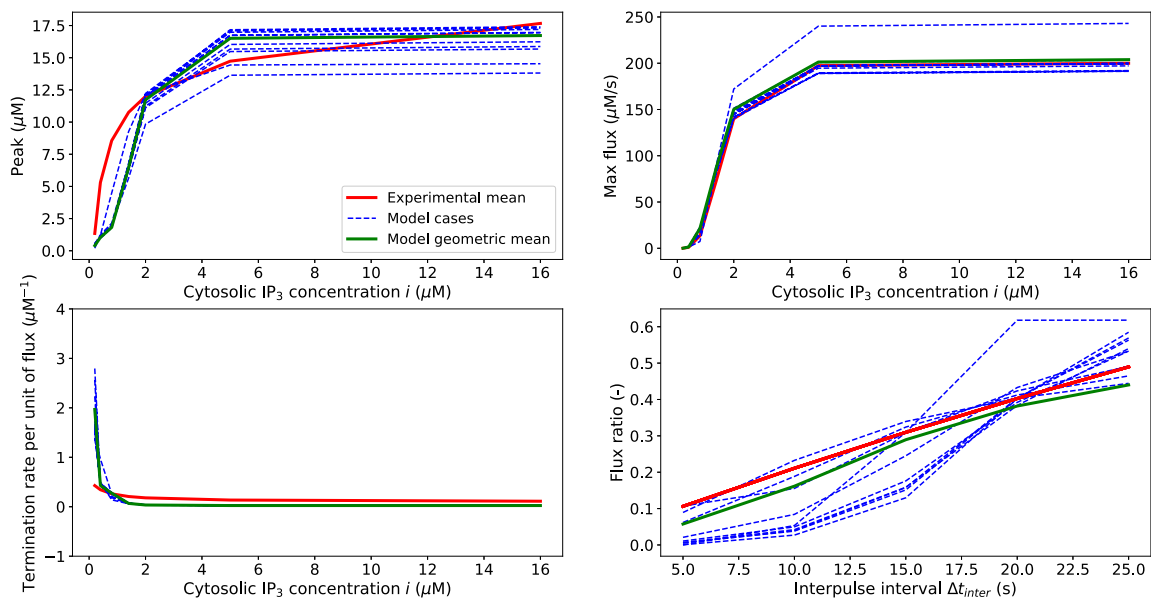 17.5
15.0
12.5
10.0
7.5
5.0
2.5
0.0
Peak (μM)
0 2 4 6 8 10 12 14 16
Cytosolic IP₃ concentration i (μM)
Experimental mean
Model cases
Model geometric mean
250
200
150
100
50
0
Max flux (μM/s)
0 2 4 6 8 10 12 14 16
Cytosolic IP₃ concentration i (μM)
4
3
2
1
0
−1
Termination rate per unit of flux (μM⁻¹)
0 2 4 6 8 10 12 14 16
Cytosolic IP₃ concentration i (μM)
0.6
0.5
0.4
0.3
0.2
0.1
0.0
Flux ratio (-)
5.0 7.5 10.0 12.5 15.0 17.5 20.0 22.5 25.0
Interpulse interval Δt_inter (s)